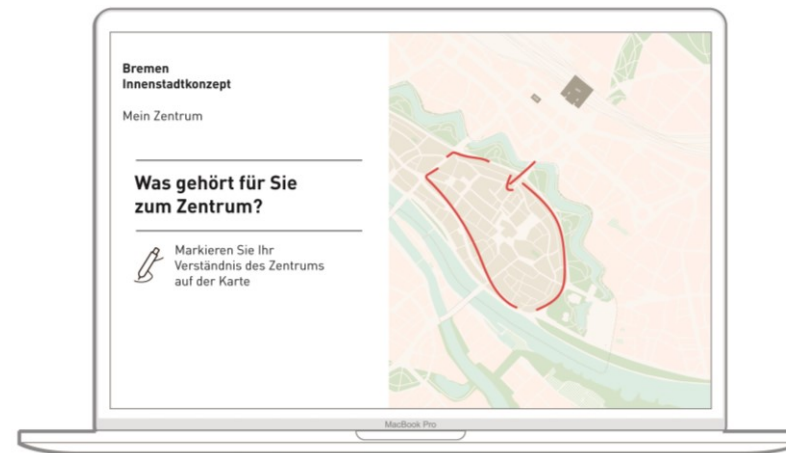 Bremen
Innenstadtkonzept
Mein Zentrum
Was gehört für Sie
zum Zentrum?
Markieren Sie Ihr
Verständnis des Zentrums
auf der Karte
MacBook Pro